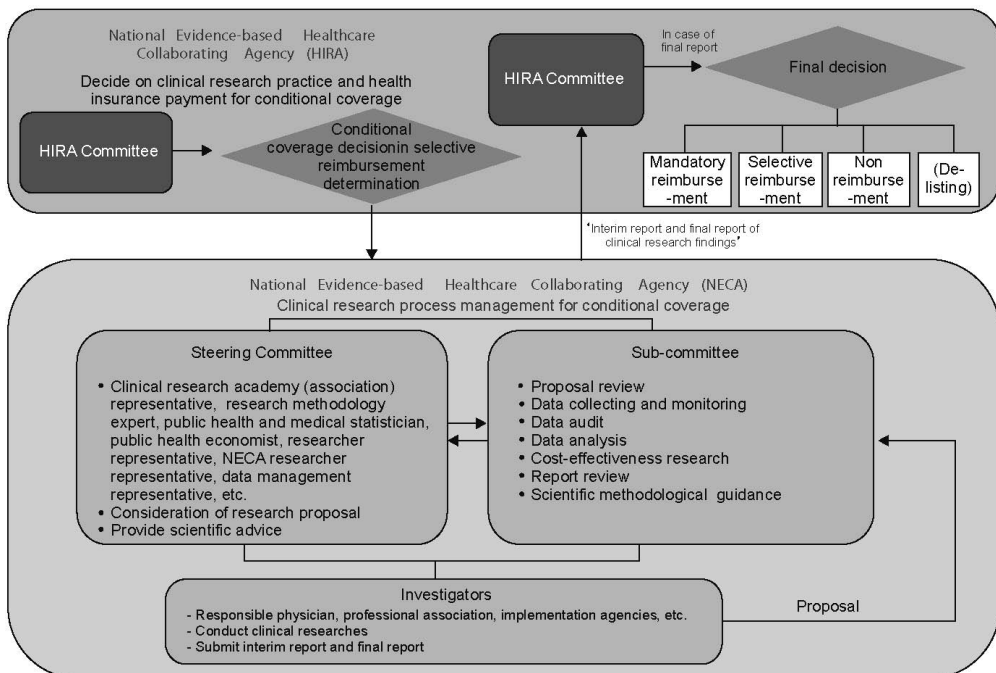 National Evidence-based Healthcare
Collaborating Agency (HIRA)
Decide on clinical research practice and health
insurance payment for conditional coverage
HIRA Committee
Conditional
coverage decisionin selective
reimbursement
determination
HIRA Committee
In case of
final report
Final decision
Mandatory
reimburse
-ment
Selective
reimburse-
ment
Non
reimburse
-ment
(De-
listing)
‘Interim report and final report of
clinical research findings’
National Evidence-based Healthcare Collaborating Agency (NECA)
Clinical research process management for conditional coverage
Steering Committee
• Clinical research academy (association)
representative, research methodology
expert, public health and medical statistician,
public health economist, researcher
representative, NECA researcher
representative, data management
representative, etc.
• Consideration of research proposal
• Provide scientific advice
Sub-committee
• Proposal review
• Data collecting and monitoring
• Data audit
• Data analysis
• Cost-effectiveness research
• Report review
• Scientific methodological guidance
Investigators
- Responsible physician, professional association, implementation agencies, etc.
- Conduct clinical researches
- Submit interim report and final report
Proposal